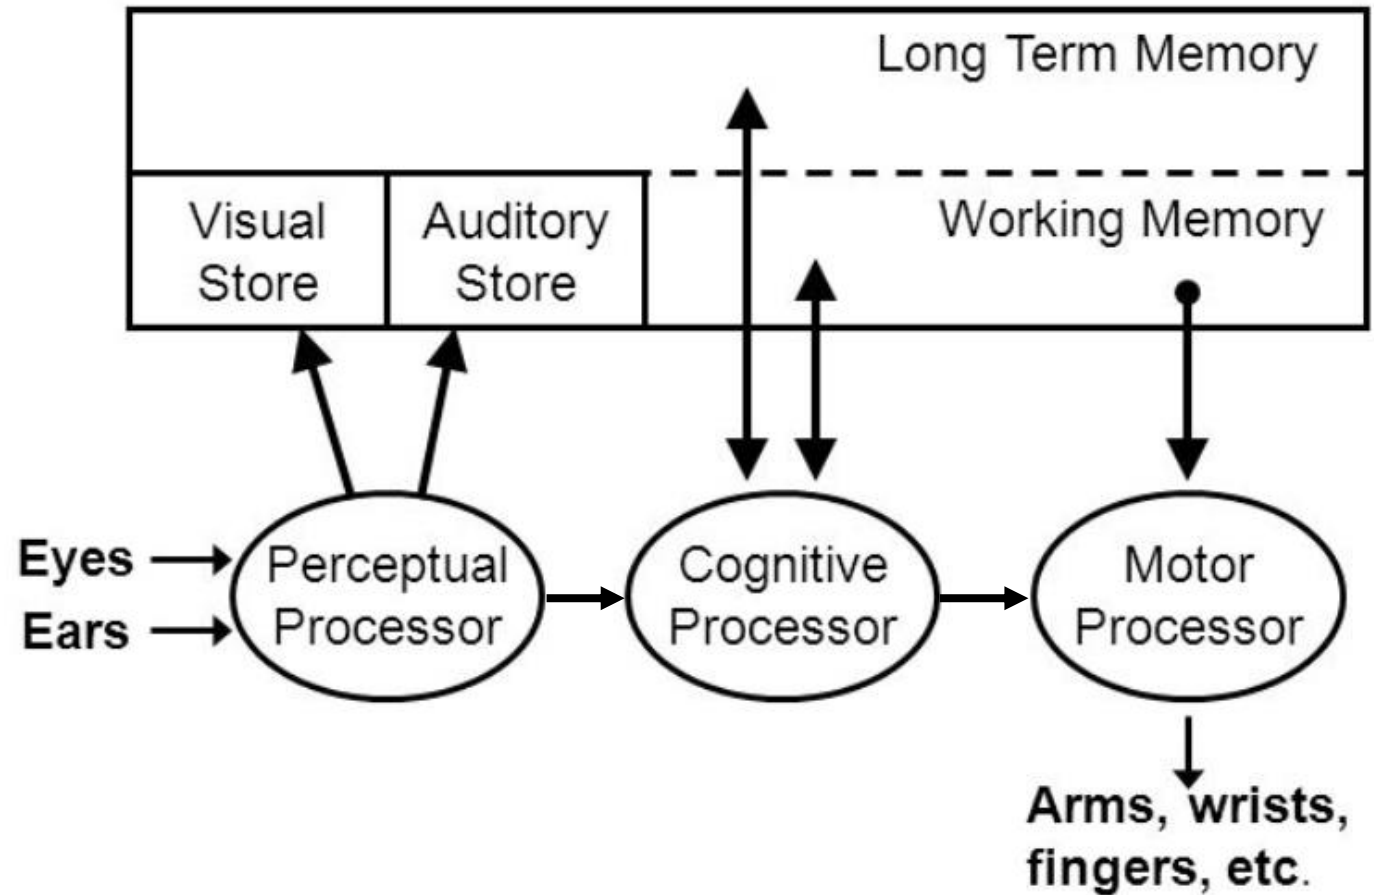 Long Term Memory
Visual
Store
Auditory
Store
Working Memory
Eyes
Ears
Perceptual
Processor
Cognitive
Processor
Motor
Processor
Arms, wrists,
fingers, etc.